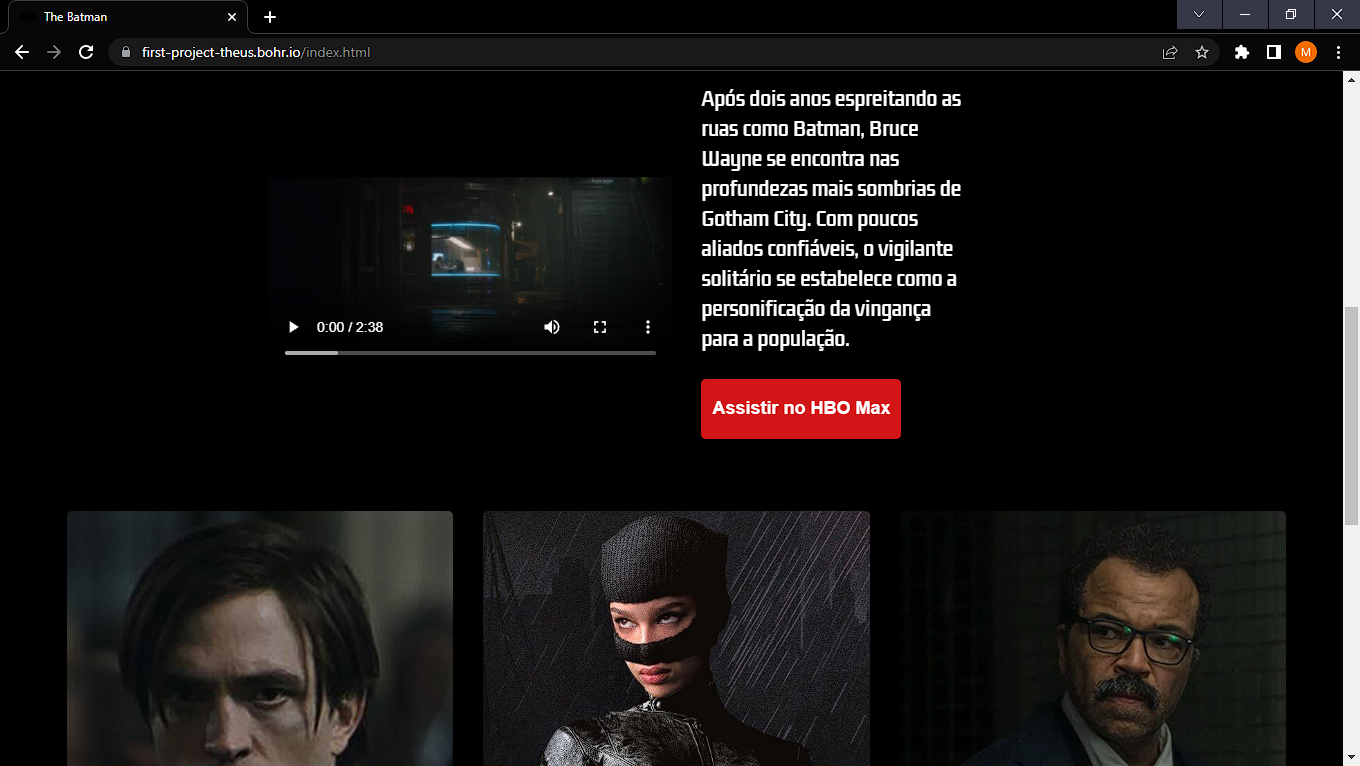 The Batman
first-project-theus.bohr.io/index.html
M
Após dois anos espreitando as
ruas como Batman, Bruce
Wayne se encontra nas
profundezas mais sombrias de
Gotham City. Com poucos
aliados confiáveis, o vigilante
solitário se estabelece como a
personificação da vingança
para a população.
0:00 / 2:38
Assistir no HBO Max